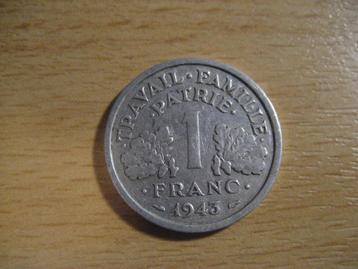 TRAVAIL · FAMILLE
· PATRIE ·
1
· FRANC ·
1943